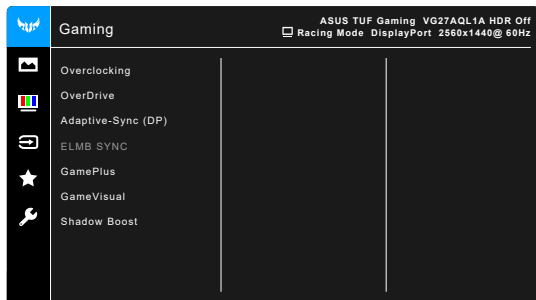 Gaming
ASUS TUF Gaming VG27AQL1A HDR Off
Racing Mode DisplayPort 2560x1440@ 60Hz
Overclocking
OverDrive
Adaptive-Sync (DP)
ELMB SYNC
GamePlus
GameVisual
Shadow Boost